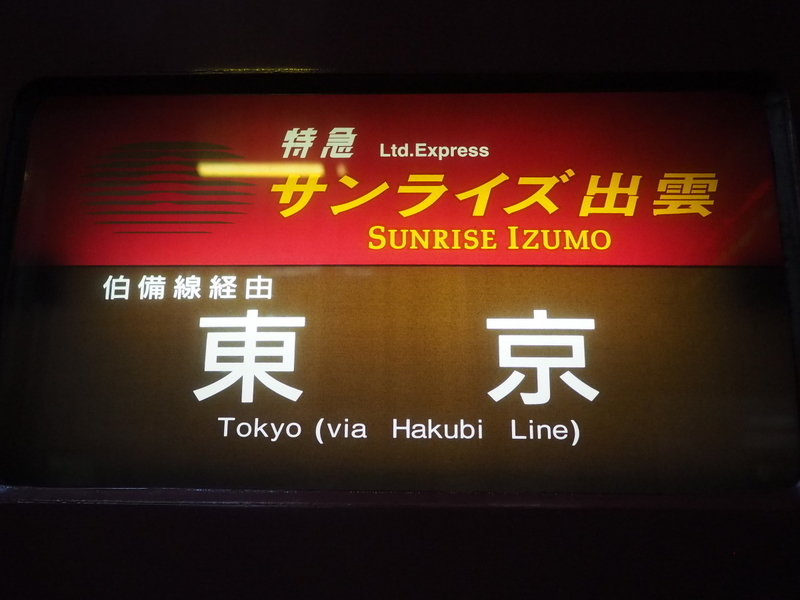 特急 Ltd.Express
サンライズ出雲
SUNRISE IZUMO
伯備線経由
東京
Tokyo (via Hakubi Line)